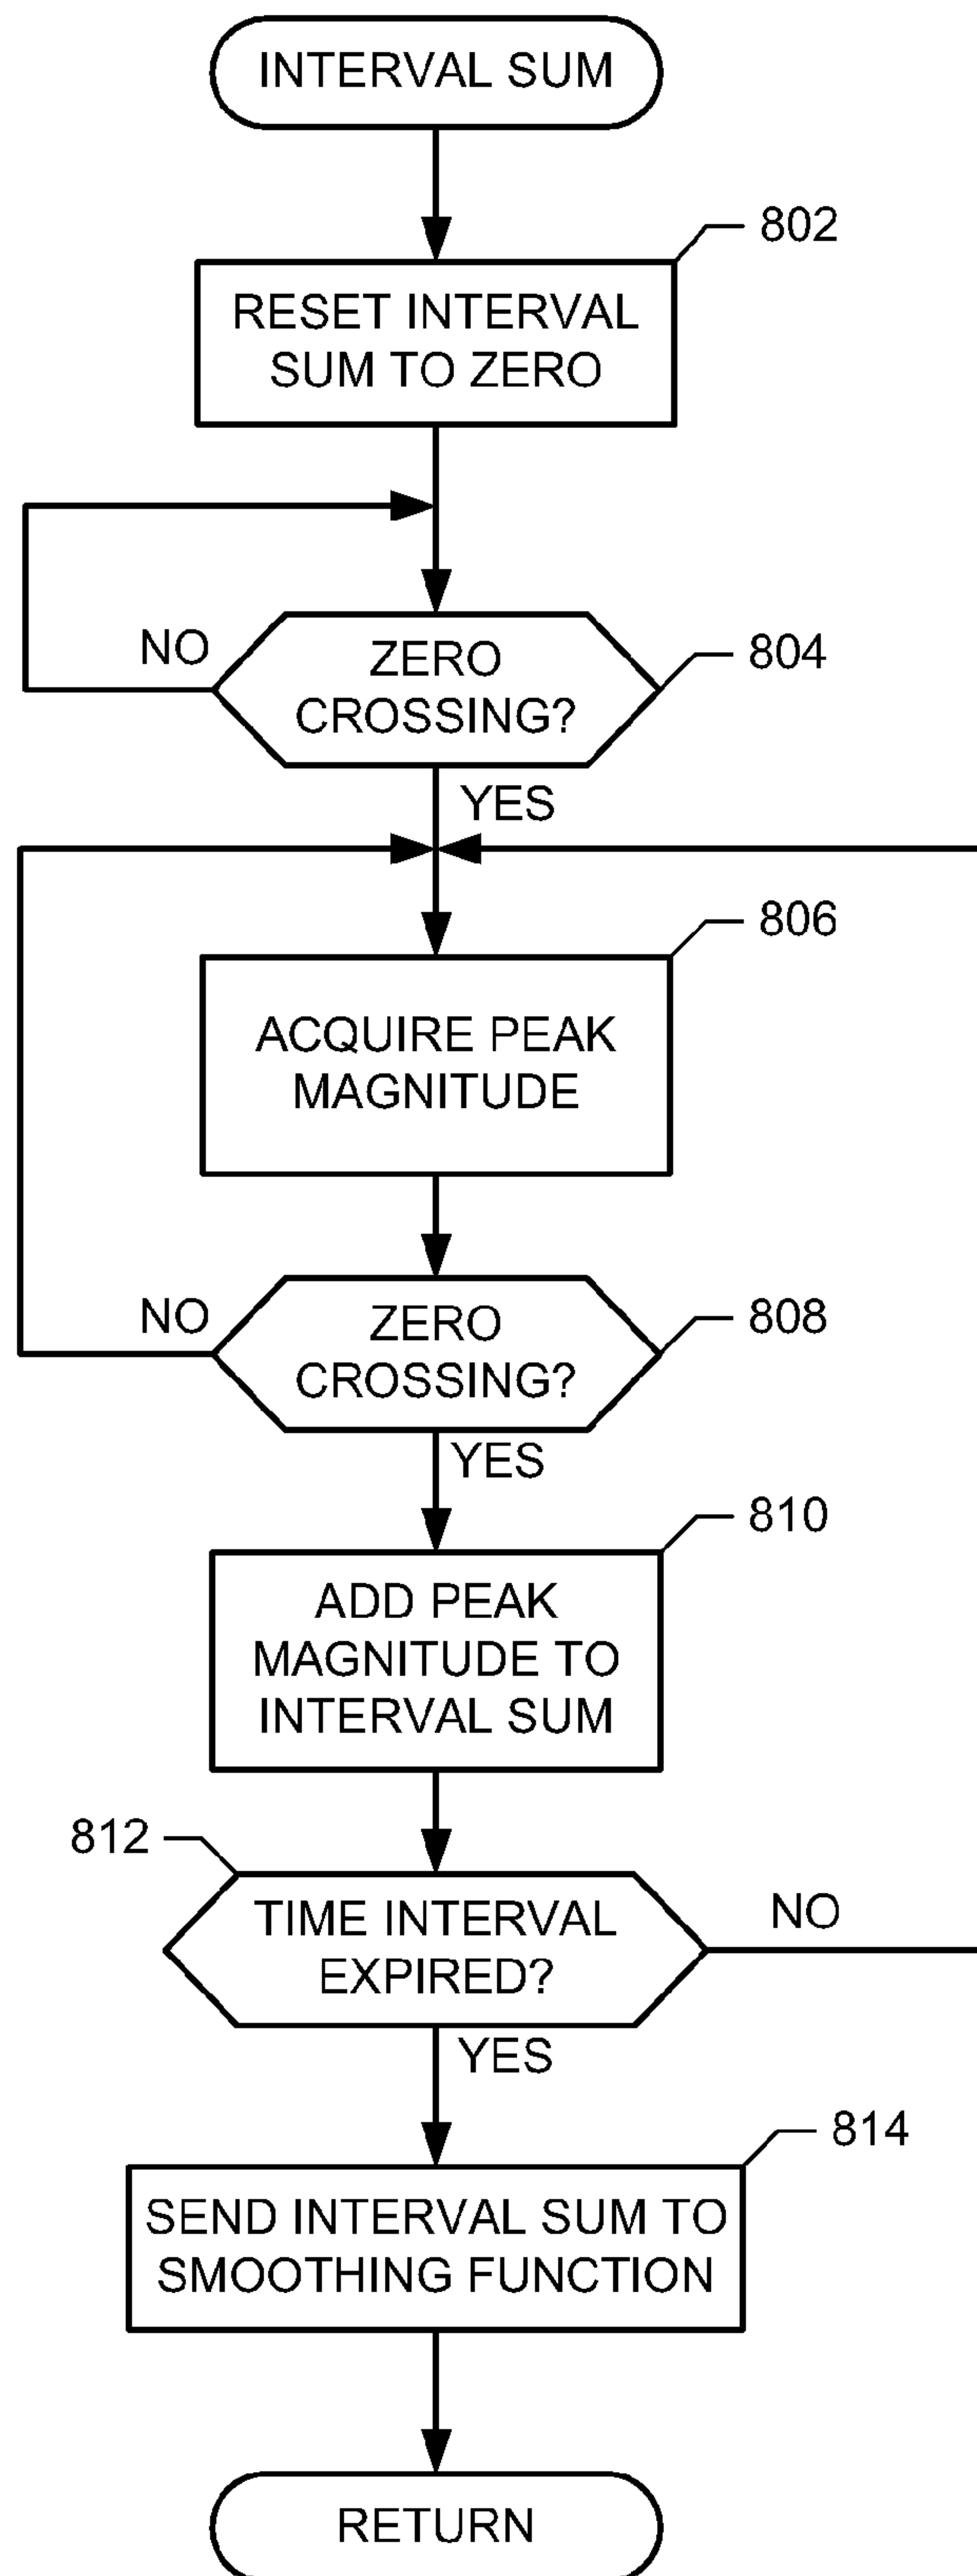 INTERVAL SUM
802
RESET INTERVAL
SUM TO ZERO
NO
ZERO
CROSSING?
804
YES
806
ACQUIRE PEAK
MAGNITUDE
NO
ZERO
CROSSING?
808
YES
810
ADD PEAK
MAGNITUDE TO
INTERVAL SUM
812
TIME INTERVAL
EXPIRED?
NO
YES
814
SEND INTERVAL SUM TO
SMOOTHING FUNCTION
RETURN